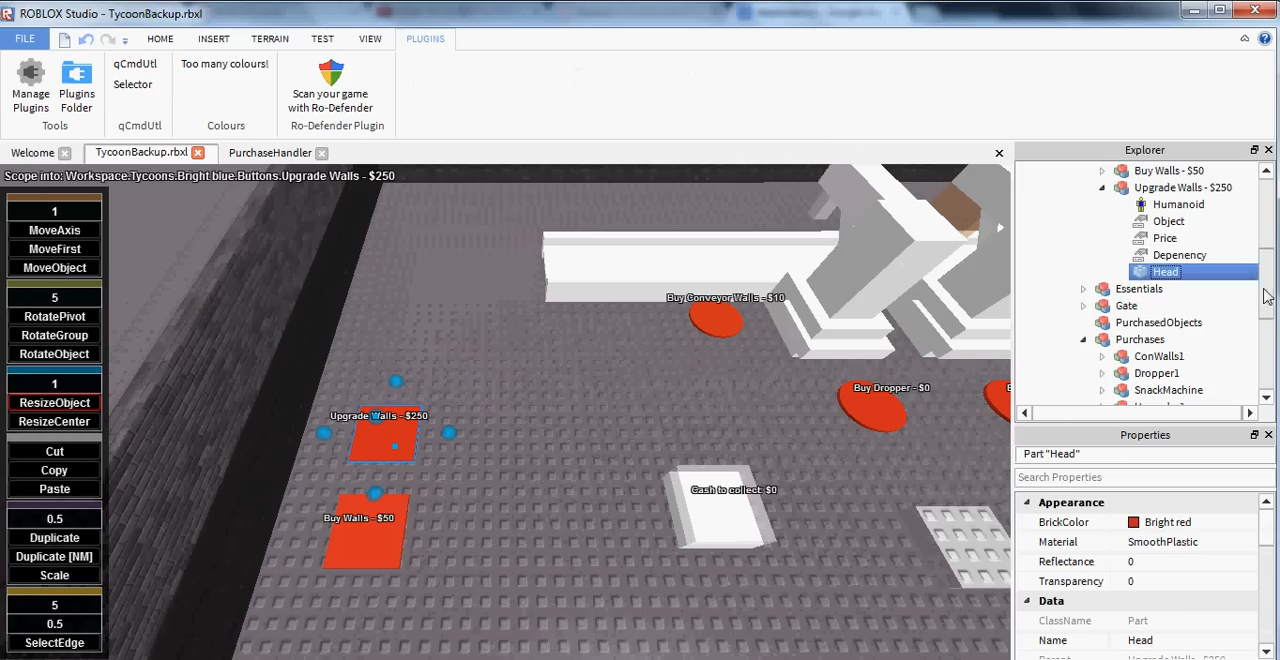 ROBLOX Studio - TycoonBackup.rbxl
FILE
HOME
INSERT
TERRAIN
TEST
VIEW
PLUGINS
Manage
Plugins
Plugins
Folder
Tools
qCmdUtl
Selector
qCmdUtl
Too many colours!
Colours
Scan your game
with Ro-Defender
Ro-Defender Plugin
Welcome
TycoonBackup.rbxl
PurchaseHandler
Scope into: Workspace.Tycoons.Bright blue.Buttons.Upgrade Walls - $250
1
MoveAxis
MoveFirst
MoveObject
5
RotatePivot
RotateGroup
RotateObject
1
ResizeObject
ResizeCenter
Cut
Copy
Paste
0.5
Duplicate
Duplicate [NM]
Scale
5
0.5
SelectEdge
Buy Conveyor Walls - $10
Buy Dropper - $0
Upgrade Walls - $250
Cash to collect: $0
Buy Walls - $50
Explorer
Buy Walls - $50
Upgrade Walls - $250
Humanoid
Object
Price
Depenency
Head
Essentials
Gate
PurchasedObjects
Purchases
ConWalls1
Dropper1
SnackMachine
Properties
Part "Head"
Search Properties
Appearance
BrickColor Bright red
Material SmoothPlastic
Reflectance 0
Transparency 0
Data
ClassName Part
Name Head
Parent Upgrade Walls - $250